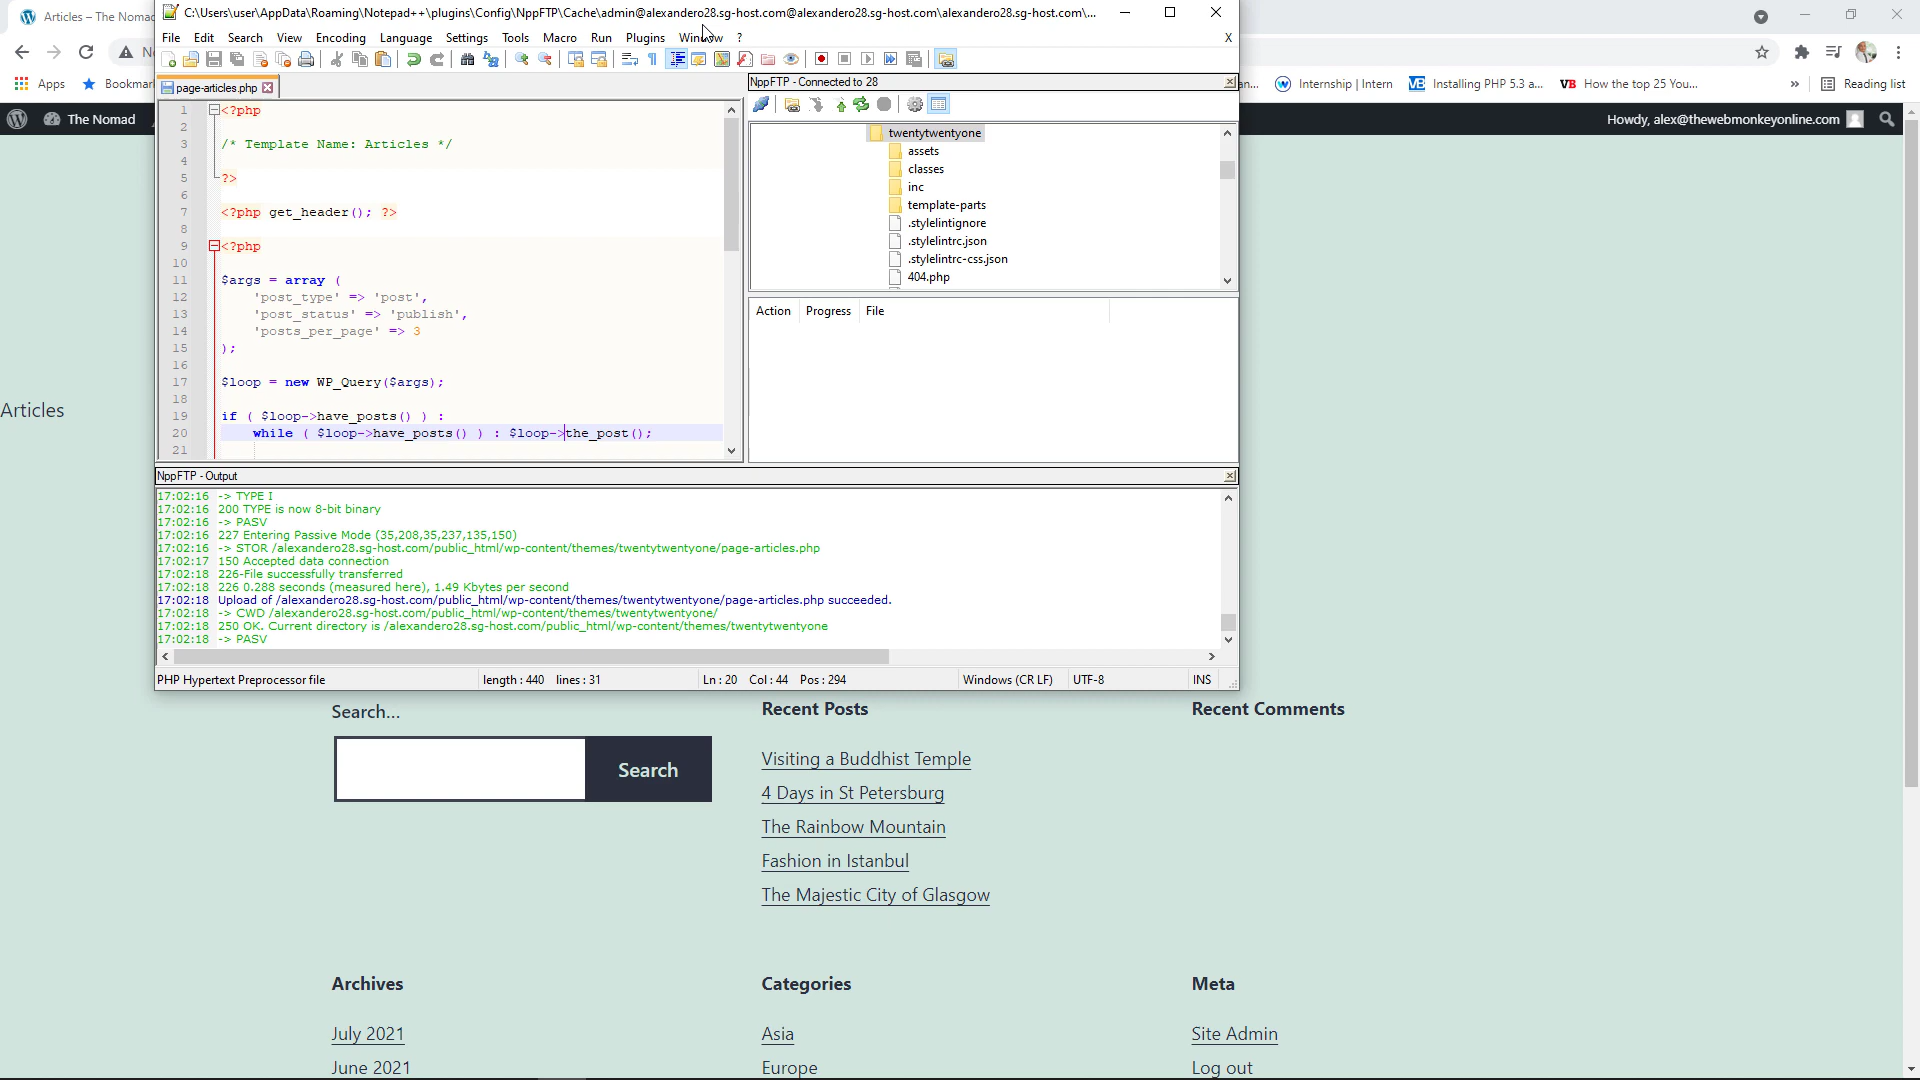 C:\Users\user\AppData\Roaming\Notepad++\plugins\Config\NppFTP\Cache\admin@alexandero28.sg-host.com@alexandero28.sg-host.com\alexandero28.sg-host.com\...
Articles – The Noma
File Edit Search View Encoding Language Settings Tools Macro Run Plugins Window ? X
Apps Bookmar Internship | Intern Installing PHP 5.3 a... How the top 25 You... » Reading list
page-articles.php
NppFTP - Connected to 28
The Nomad
Howdy, alex@thewebmonkeyonline.com
1 <?php
2
3 /* Template Name: Articles */
4
5 ?>
6
7 <?php get_header(); ?>
8
9 <?php
10
11 $args = array (
12 'post_type' => 'post',
13 'post_status' => 'publish',
14 'posts_per_page' => 3
15 );
16
17 $loop = new WP_Query($args);
18
19 if ( $loop->have_posts() ) :
20 while ( $loop->have_posts() ) : $loop->the_post();
21
twentytwentyone
assets
classes
inc
template-parts
.stylelintignore
.stylelintrc.json
.stylelintrc-css.json
404.php
Action Progress File
Articles
NppFTP - Output
17:02:16 -> TYPE I
17:02:16 200 TYPE is now 8-bit binary
17:02:16 -> PASV
17:02:16 227 Entering Passive Mode (35,208,35,237,135,150)
17:02:16 -> STOR /alexandero28.sg-host.com/public_html/wp-content/themes/twentytwentyone/page-articles.php
17:02:17 150 Accepted data connection
17:02:18 226-File successfully transferred
17:02:18 226 0.288 seconds (measured here), 1.49 Kbytes per second
17:02:18 Upload of /alexandero28.sg-host.com/public_html/wp-content/themes/twentytwentyone/page-articles.php succeeded.
17:02:18 -> CWD /alexandero28.sg-host.com/public_html/wp-content/themes/twentytwentyone/
17:02:18 250 OK. Current directory is /alexandero28.sg-host.com/public_html/wp-content/themes/twentytwentyone
17:02:18 -> PASV
PHP Hypertext Preprocessor file length : 440 lines : 31 Ln : 20 Col : 44 Pos : 294 Windows (CR LF) UTF-8 INS
Search...
Search
Recent Posts
Visiting a Buddhist Temple
4 Days in St Petersburg
The Rainbow Mountain
Fashion in Istanbul
The Majestic City of Glasgow
Recent Comments
Archives
July 2021
June 2021
Categories
Asia
Europe
Meta
Site Admin
Log out